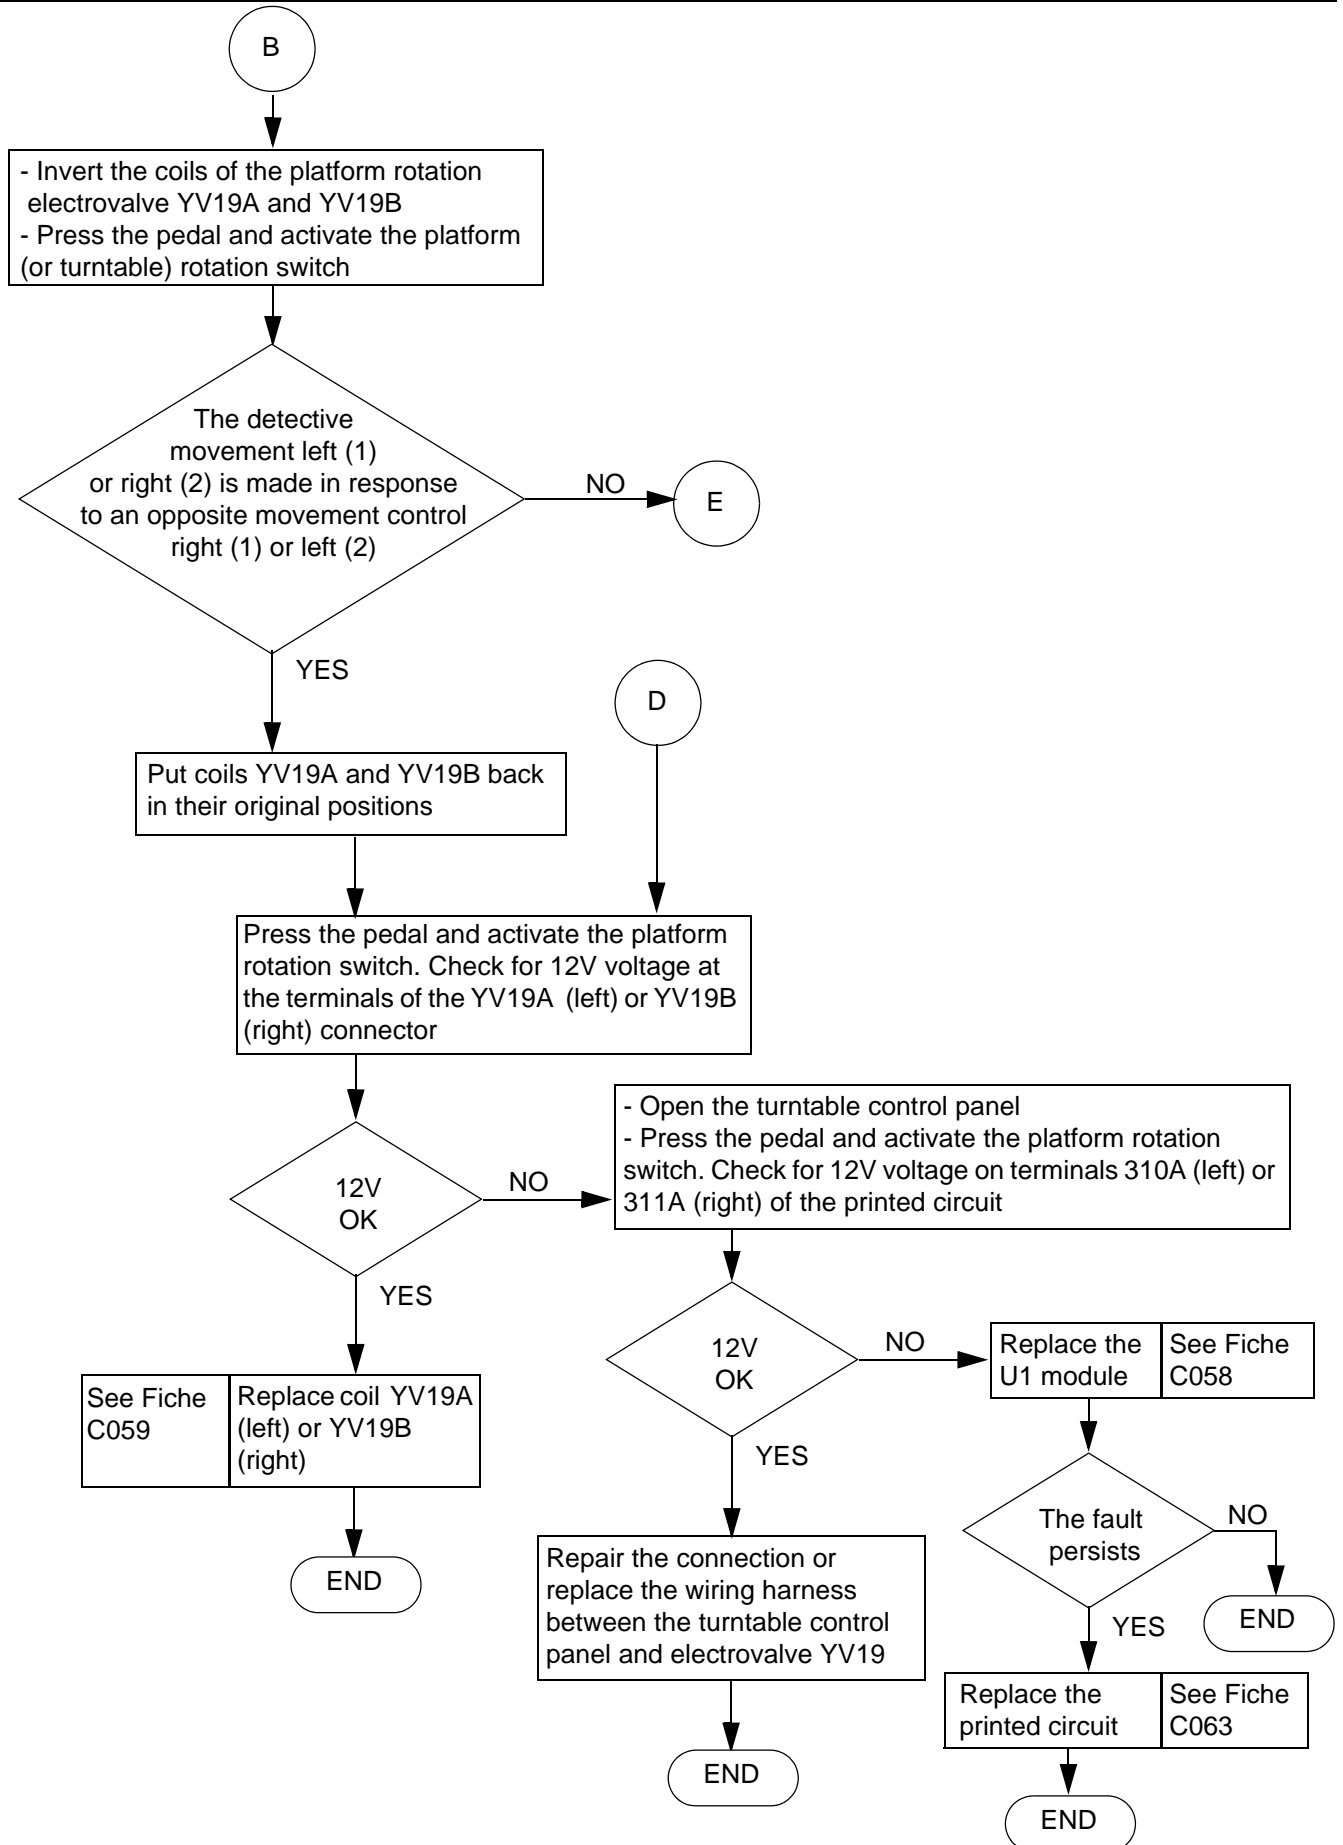 B
- Invert the coils of the platform rotation
electrovalve YV19A and YV19B
- Press the pedal and activate the platform
(or turntable) rotation switch
The detective
movement left (1)
or right (2) is made in response
to an opposite movement control
right (1) or left (2)
NO
E
YES
D
Put coils YV19A and YV19B back
in their original positions
Press the pedal and activate the platform
rotation switch. Check for 12V voltage at
the terminals of the YV19A (left) or YV19B
(right) connector
12V
OK
NO
- Open the turntable control panel
- Press the pedal and activate the platform rotation
switch. Check for 12V voltage on terminals 310A (left) or
311A (right) of the printed circuit
YES
See Fiche
C059
Replace coil YV19A
(left) or YV19B
(right)
END
12V
OK
NO
Replace the
U1 module
See Fiche
C058
YES
Repair the connection or
replace the wiring harness
between the turntable control
panel and electrovalve YV19
END
The fault
persists
NO
END
YES
Replace the
printed circuit
See Fiche
C063
END